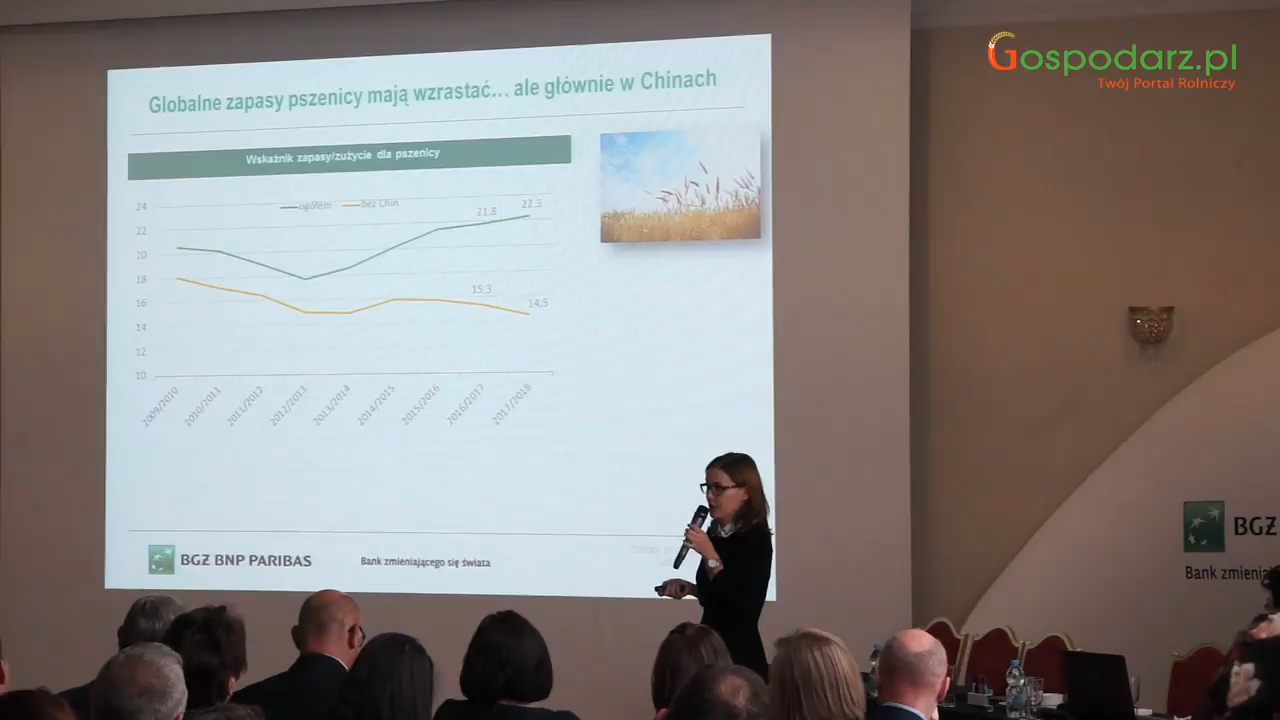 Gospodarz.pl
Twój Portal Rolniczy
Globalne zapasy pszenicy mają wzrastać... ale głównie w Chinach
Wskaźnik zapasy/zużycie dla pszenicy
ogółem bez Chin
24
22
20
18
16
14
12
10
21,8 22,3
15,3 14,5
2009/2010 2010/2011 2011/2012 2012/2013 2013/2014 2014/2015 2015/2016 2016/2017 2017/2018
BGŻ BNP PARIBAS
Bank zmieniającego się świata
BGŻ
Bank zmieniaj